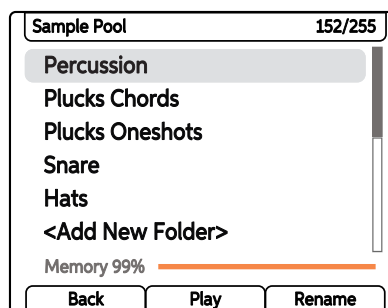 Sample Pool 152/255
Percussion
Plucks Chords
Plucks Oneshots
Snare
Hats
<Add New Folder>
Memory 99%
Back Play Rename